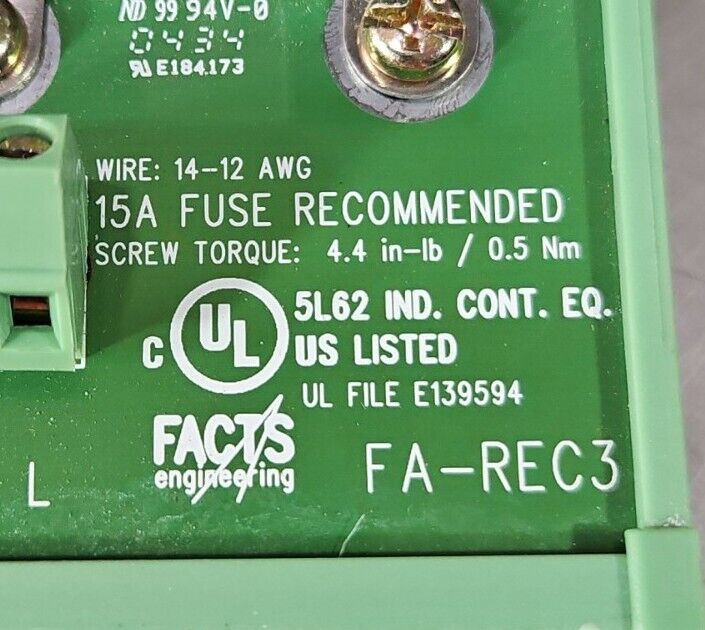 99 94V-0
0434
E184173
WIRE: 14-12 AWG
15A FUSE RECOMMENDED
SCREW TORQUE: 4.4 in-lb / 0.5 Nm
C UL 5L62 IND. CONT. EQ.
US LISTED
UL FILE E139594
FACTS
engineering
FA-REC3
L